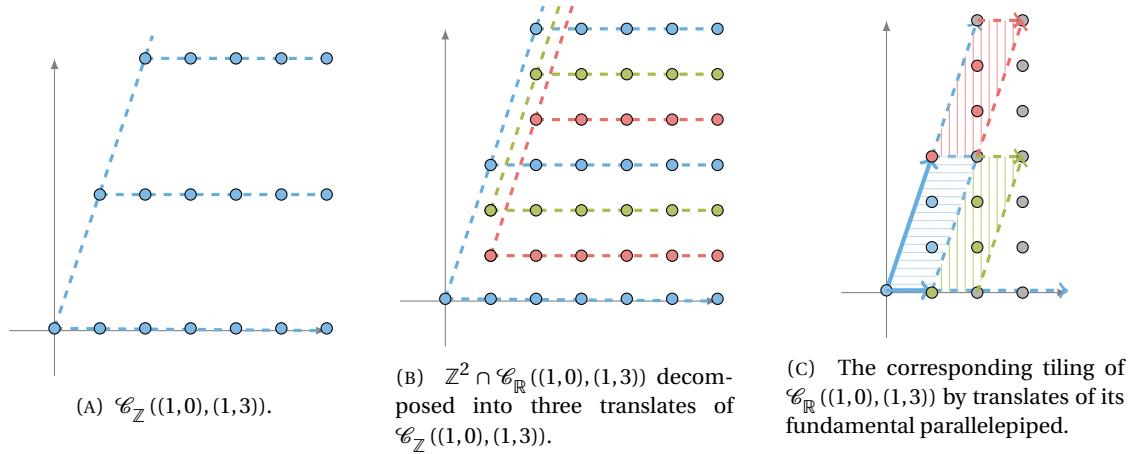 (A) 𝒞_ℤ((1,0),(1,3)).
(B) ℤ² ∩ 𝒞_ℝ((1,0),(1,3)) decom-
posed into three translates of
𝒞_ℤ((1,0),(1,3)).
(C) The corresponding tiling of
𝒞_ℝ((1,0),(1,3)) by translates of its
fundamental parallelepiped.